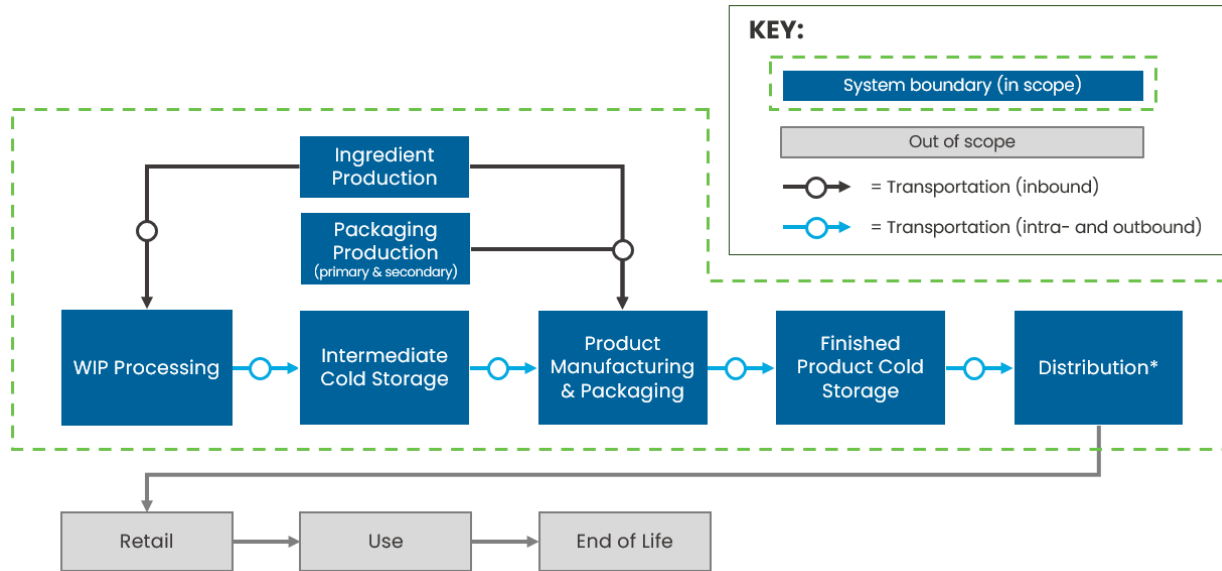 KEY:
System boundary (in scope)
Out of scope
= Transportation (inbound)
= Transportation (intra- and outbound)
Ingredient
Production
Packaging
Production
(primary & secondary)
WIP Processing
Intermediate
Cold Storage
Product
Manufacturing
& Packaging
Finished
Product Cold
Storage
Distribution*
Retail
Use
End of Life